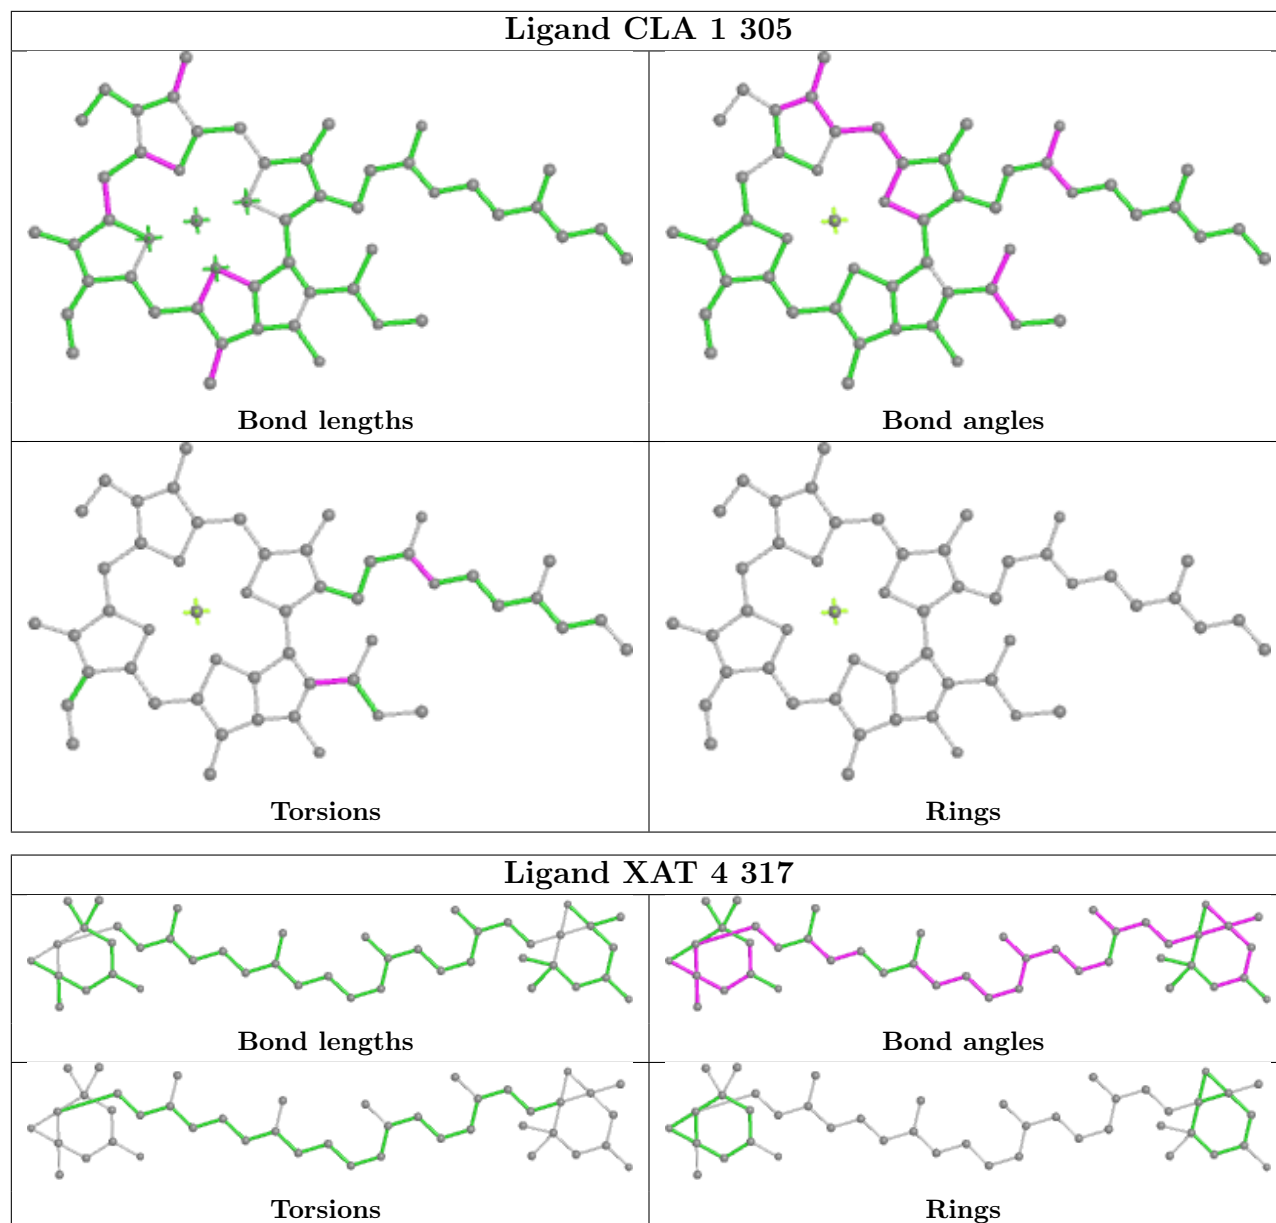 Ligand CLA 1 305
Bond lengths
Bond angles
Torsions
Rings
Ligand XAT 4 317
Bond lengths
Bond angles
Torsions
Rings